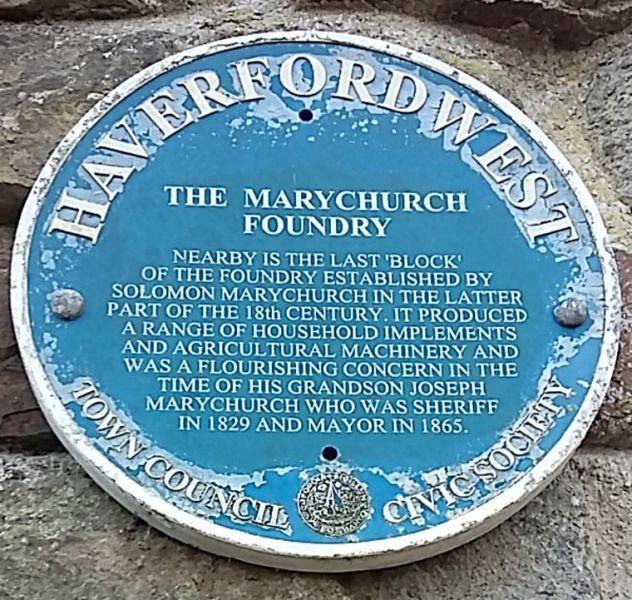 HAVERFORDWEST
THE MARYCHURCH
FOUNDRY
NEARBY IS THE LAST 'BLOCK'
OF THE FOUNDRY ESTABLISHED BY
SOLOMON MARYCHURCH IN THE LATTER
PART OF THE 18th CENTURY. IT PRODUCED
A RANGE OF HOUSEHOLD IMPLEMENTS
AND AGRICULTURAL MACHINERY AND
WAS A FLOURISHING CONCERN IN THE
TIME OF HIS GRANDSON JOSEPH
MARYCHURCH WHO WAS SHERIFF
IN 1829 AND MAYOR IN 1865.
TOWN COUNCIL
CIVIC SOCIETY